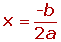 x = -b/2a